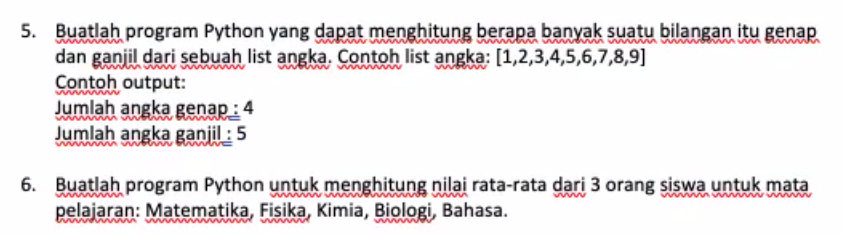 5. Buatlah program Python yang dapat menghitung berapa banyak suatu bilangan itu genap
dan ganjil dari sebuah list angka. Contoh list angka: [1,2,3,4,5,6,7,8,9]
Contoh output:
Jumlah angka genap : 4
Jumlah angka ganjil : 5
6. Buatlah program Python untuk menghitung nilai rata-rata dari 3 orang siswa untuk mata
pelajaran: Matematika, Fisika, Kimia, Biologi, Bahasa.